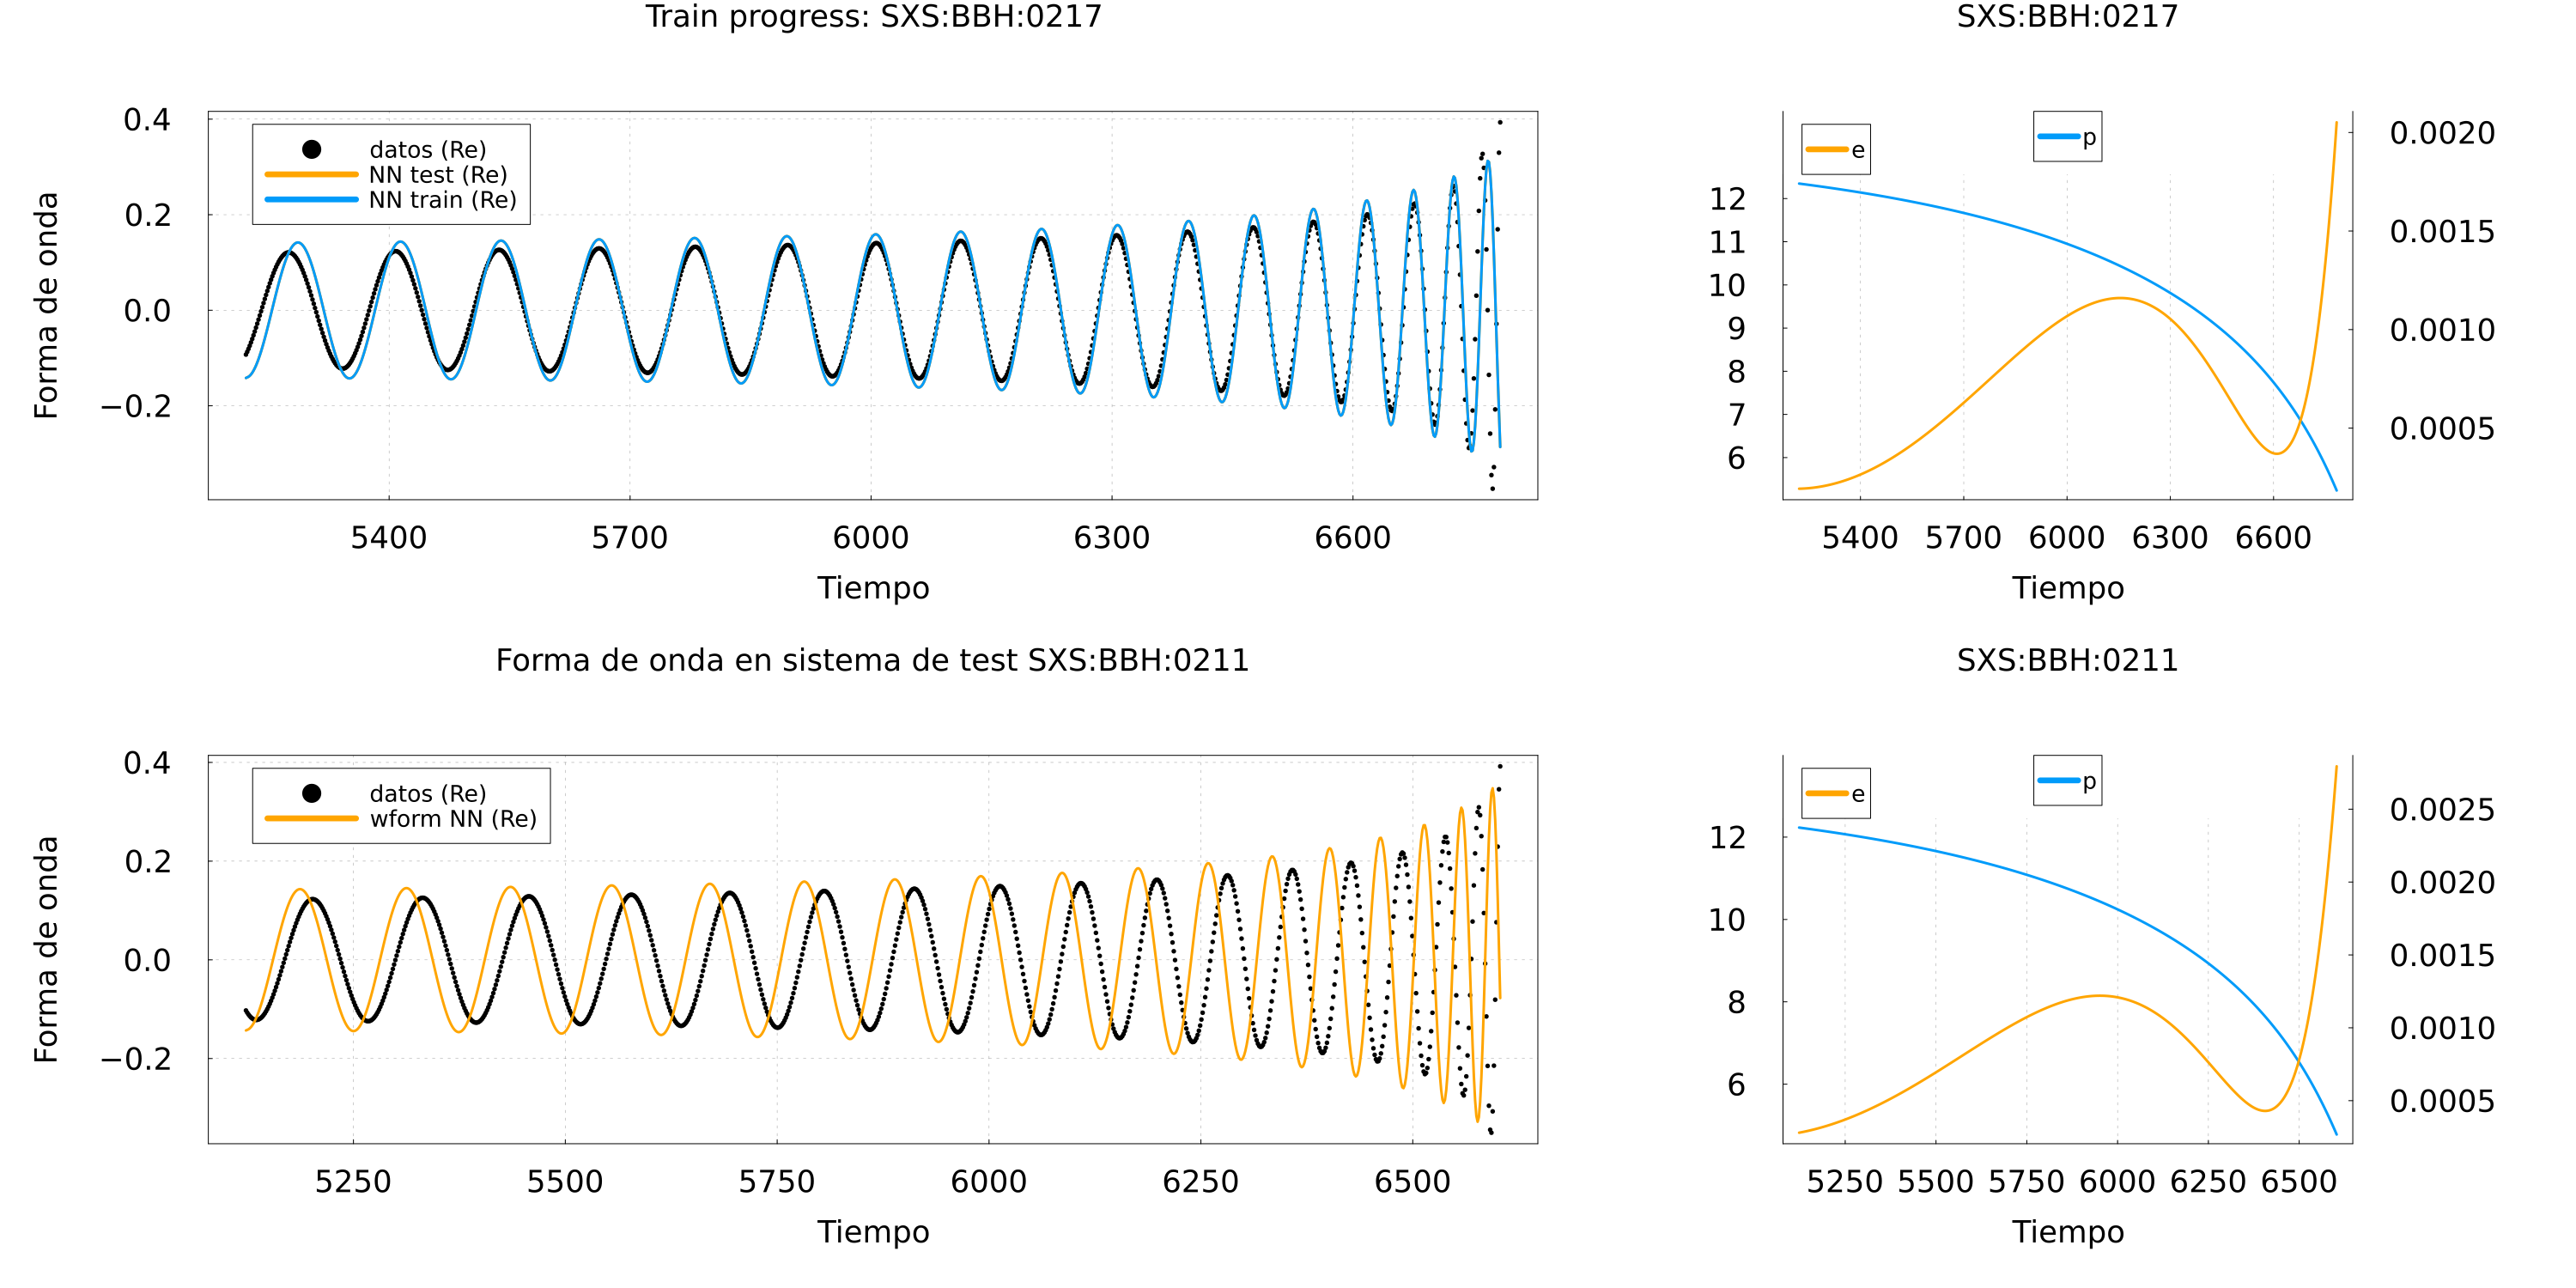 Train progress: SXS:BBH:0217
0.4
0.2
0.0
−0.2
Forma de onda
datos (Re)
NN test (Re)
NN train (Re)
5400 5700 6000 6300 6600
Tiempo
SXS:BBH:0217
e
p
12
11
10
9
8
7
6
0.0020
0.0015
0.0010
0.0005
5400 5700 6000 6300 6600
Tiempo
Forma de onda en sistema de test SXS:BBH:0211
0.4
0.2
0.0
−0.2
Forma de onda
datos (Re)
wform NN (Re)
5250 5500 5750 6000 6250 6500
Tiempo
SXS:BBH:0211
e
p
12
10
8
6
0.0025
0.0020
0.0015
0.0010
0.0005
5250 5500 5750 6000 6250 6500
Tiempo